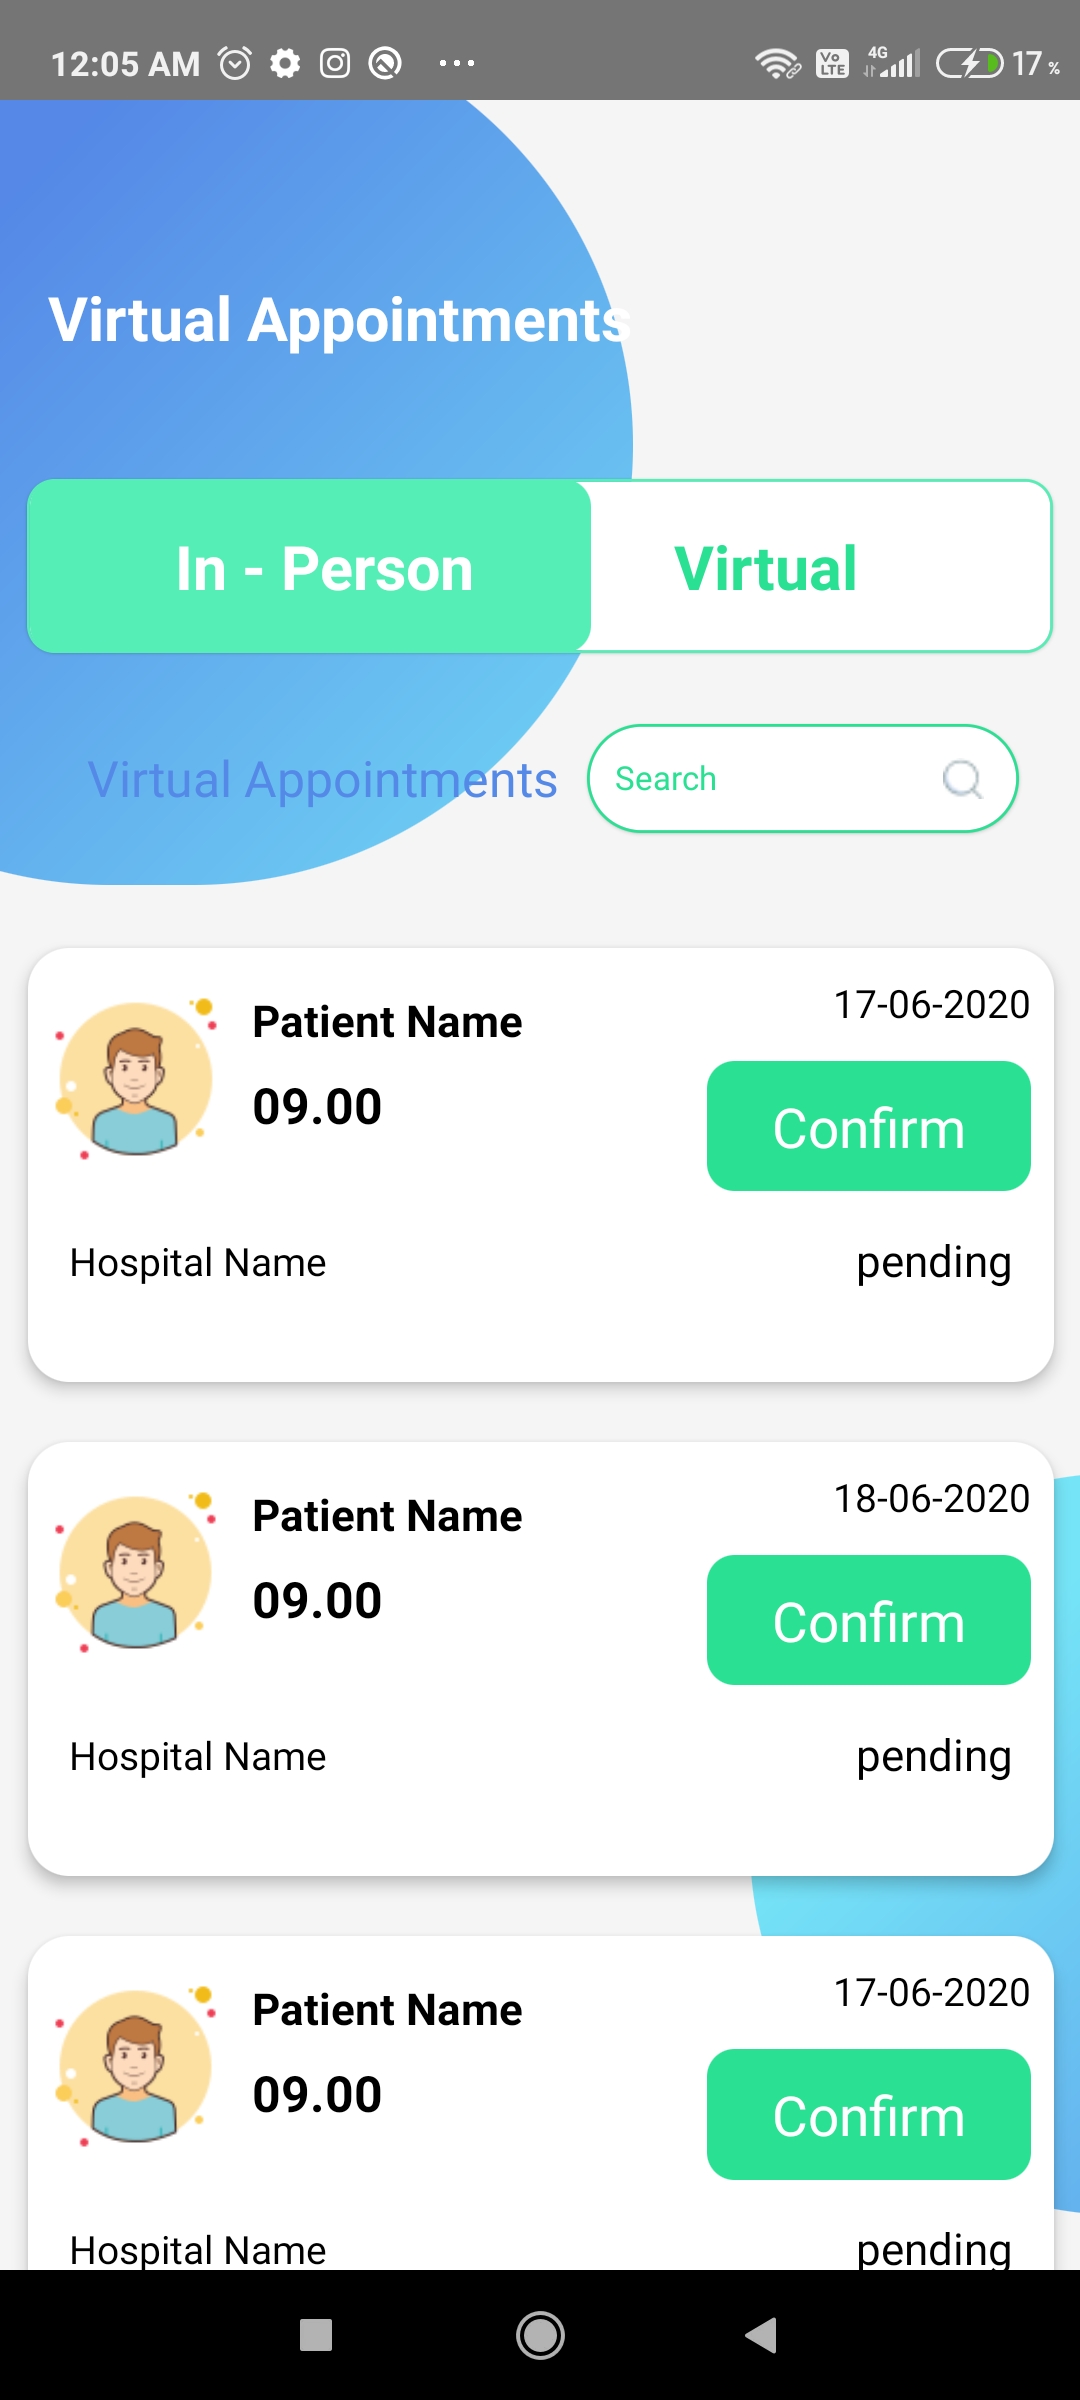 12:05 AM Vo LTE 4G 17 %
Virtual Appointments
In - Person Virtual
Virtual Appointments Search
17-06-2020
Patient Name
09.00
Confirm
Hospital Name pending
18-06-2020
Patient Name
09.00
Confirm
Hospital Name pending
17-06-2020
Patient Name
09.00
Confirm
Hospital Name pending